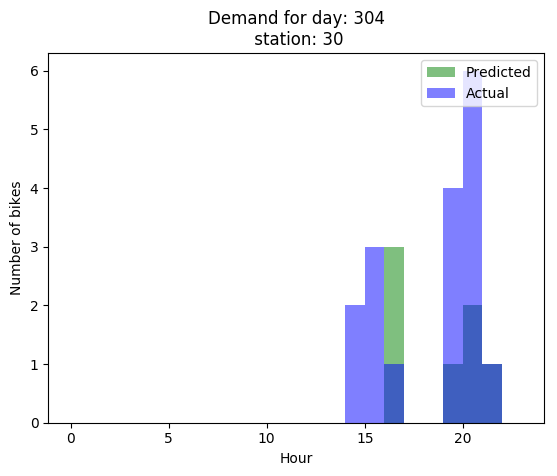 Demand for day: 304
station: 30
Predicted
Actual
Number of bikes
6
5
4
3
2
1
0
0 5 10 15 20
Hour